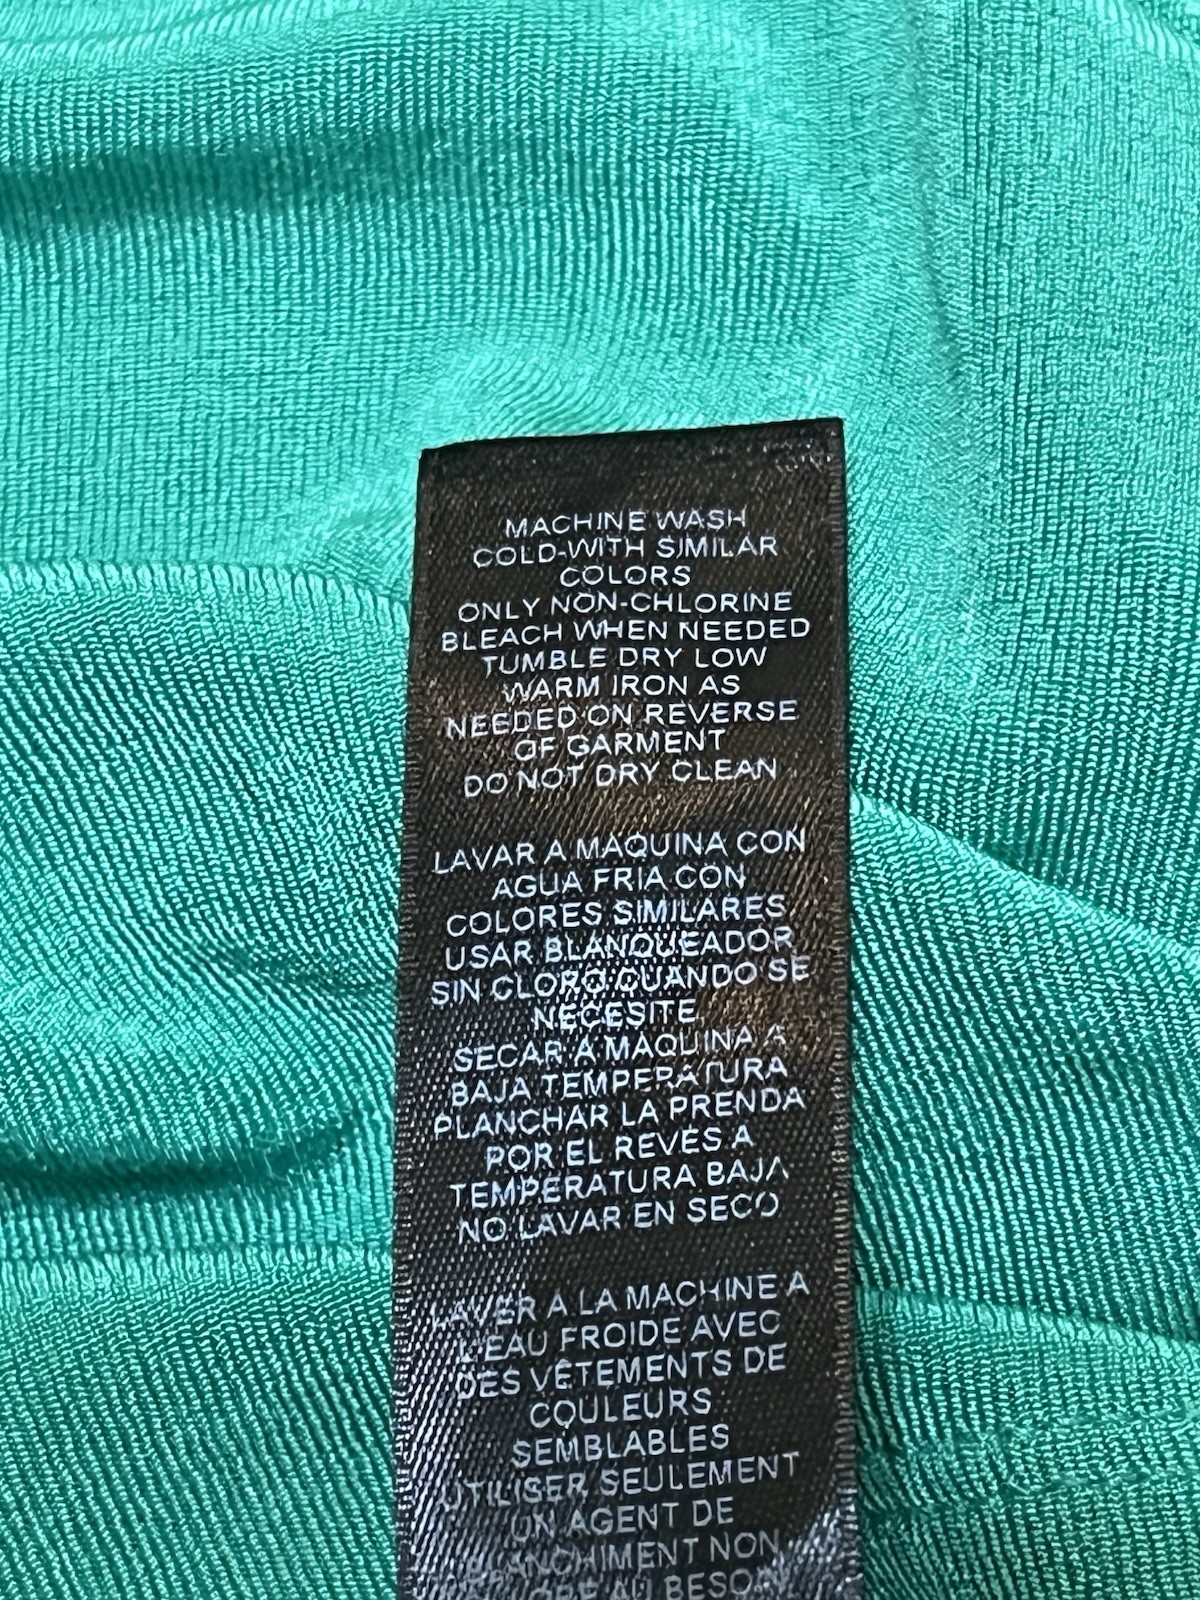 MACHINE WASH
COLD-WITH SIMILAR
COLORS
ONLY NON-CHLORINE
BLEACH WHEN NEEDED
TUMBLE DRY LOW
WARM IRON AS
NEEDED ON REVERSE
OF GARMENT
DO NOT DRY CLEAN
LAVAR A MAQUINA CON
AGUA FRIA CON
COLORES SIMILARES
USAR BLANQUEADOR
SIN CLORO CUANDO SE
NECESITE
SECAR A MAQUINA A
BAJA TEMPERATURA
PLANCHAR LA PRENDA
POR EL REVES A
TEMPERATURA BAJA
NO LAVAR EN SECO
LAVER A LA MACHINE A
L'EAU FROIDE AVEC
DES VÊTEMENTS DE
COULEURS
SEMBLABLES
UTILISER SEULEMENT
UN AGENT DE
BLANCHIMENT NON
AU BESOIN